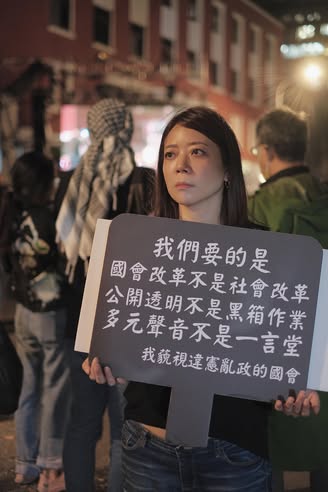 我們要的是
國會改革不是社會改革
公開透明不是黑箱作業
多元聲音不是一言堂
我藐視違憲亂政的國會